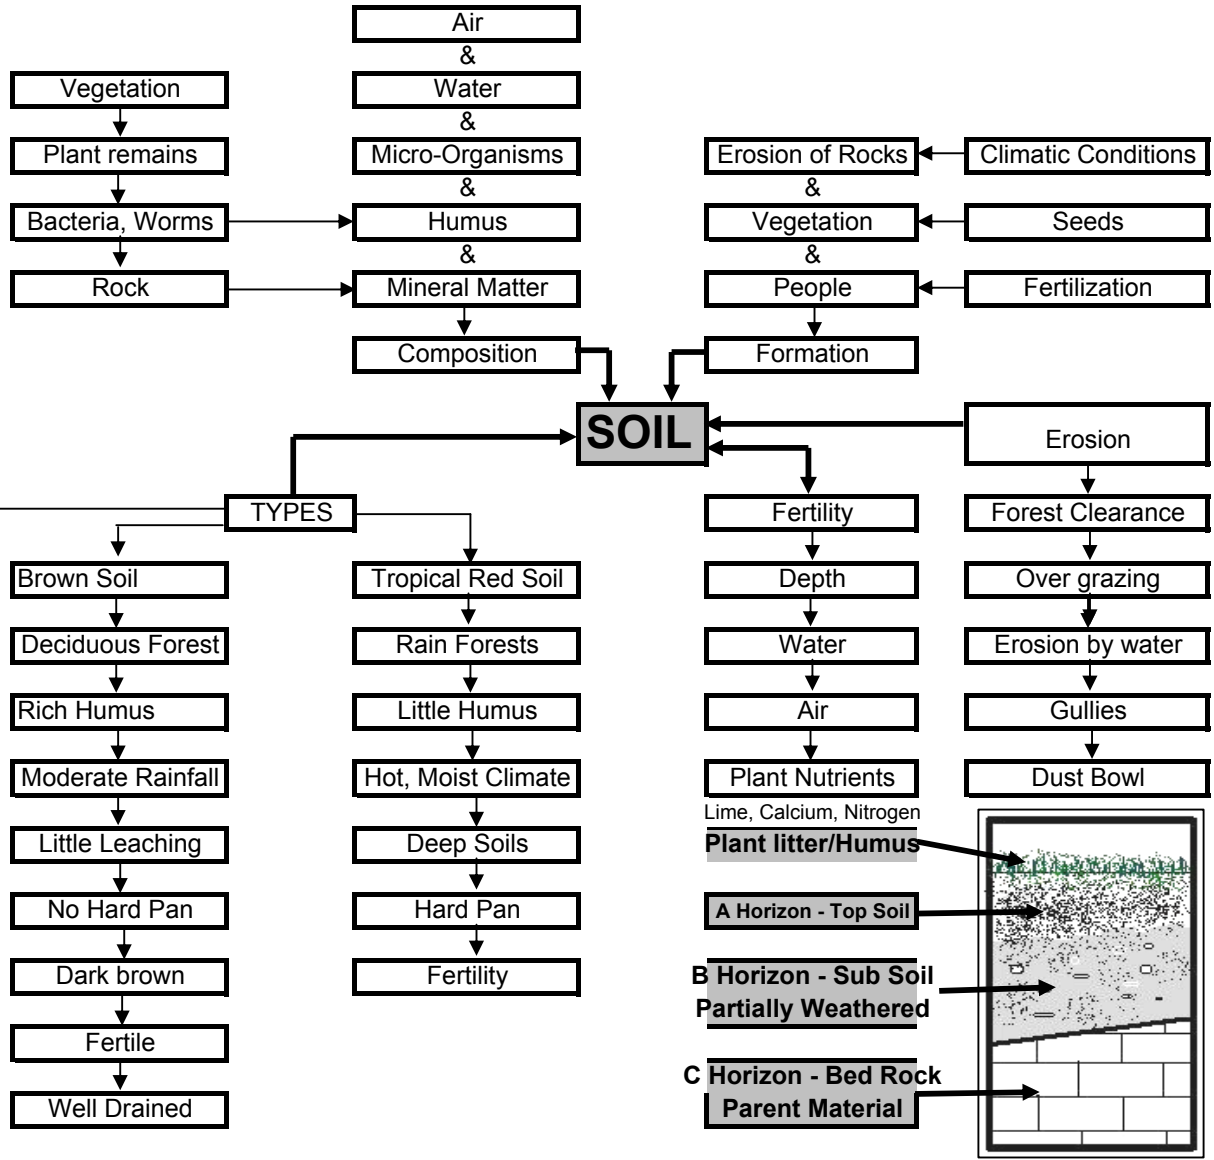 Air
&
Vegetation
Water
&
Plant remains
Micro-Organisms
Erosion of Rocks
Climatic Conditions
&
&
Bacteria, Worms
Humus
Vegetation
Seeds
&
&
Rock
Mineral Matter
People
Fertilization
Composition
Formation
SOIL
Erosion
TYPES
Fertility
Forest Clearance
Brown Soil
Tropical Red Soil
Depth
Over grazing
Deciduous Forest
Rain Forests
Water
Erosion by water
Rich Humus
Little Humus
Air
Gullies
Moderate Rainfall
Hot, Moist Climate
Plant Nutrients
Dust Bowl
Lime, Calcium, Nitrogen
Little Leaching
Deep Soils
Plant litter/Humus
No Hard Pan
Hard Pan
A Horizon - Top Soil
Dark brown
Fertility
B Horizon - Sub Soil
Partially Weathered
Fertile
C Horizon - Bed Rock
Parent Material
Well Drained